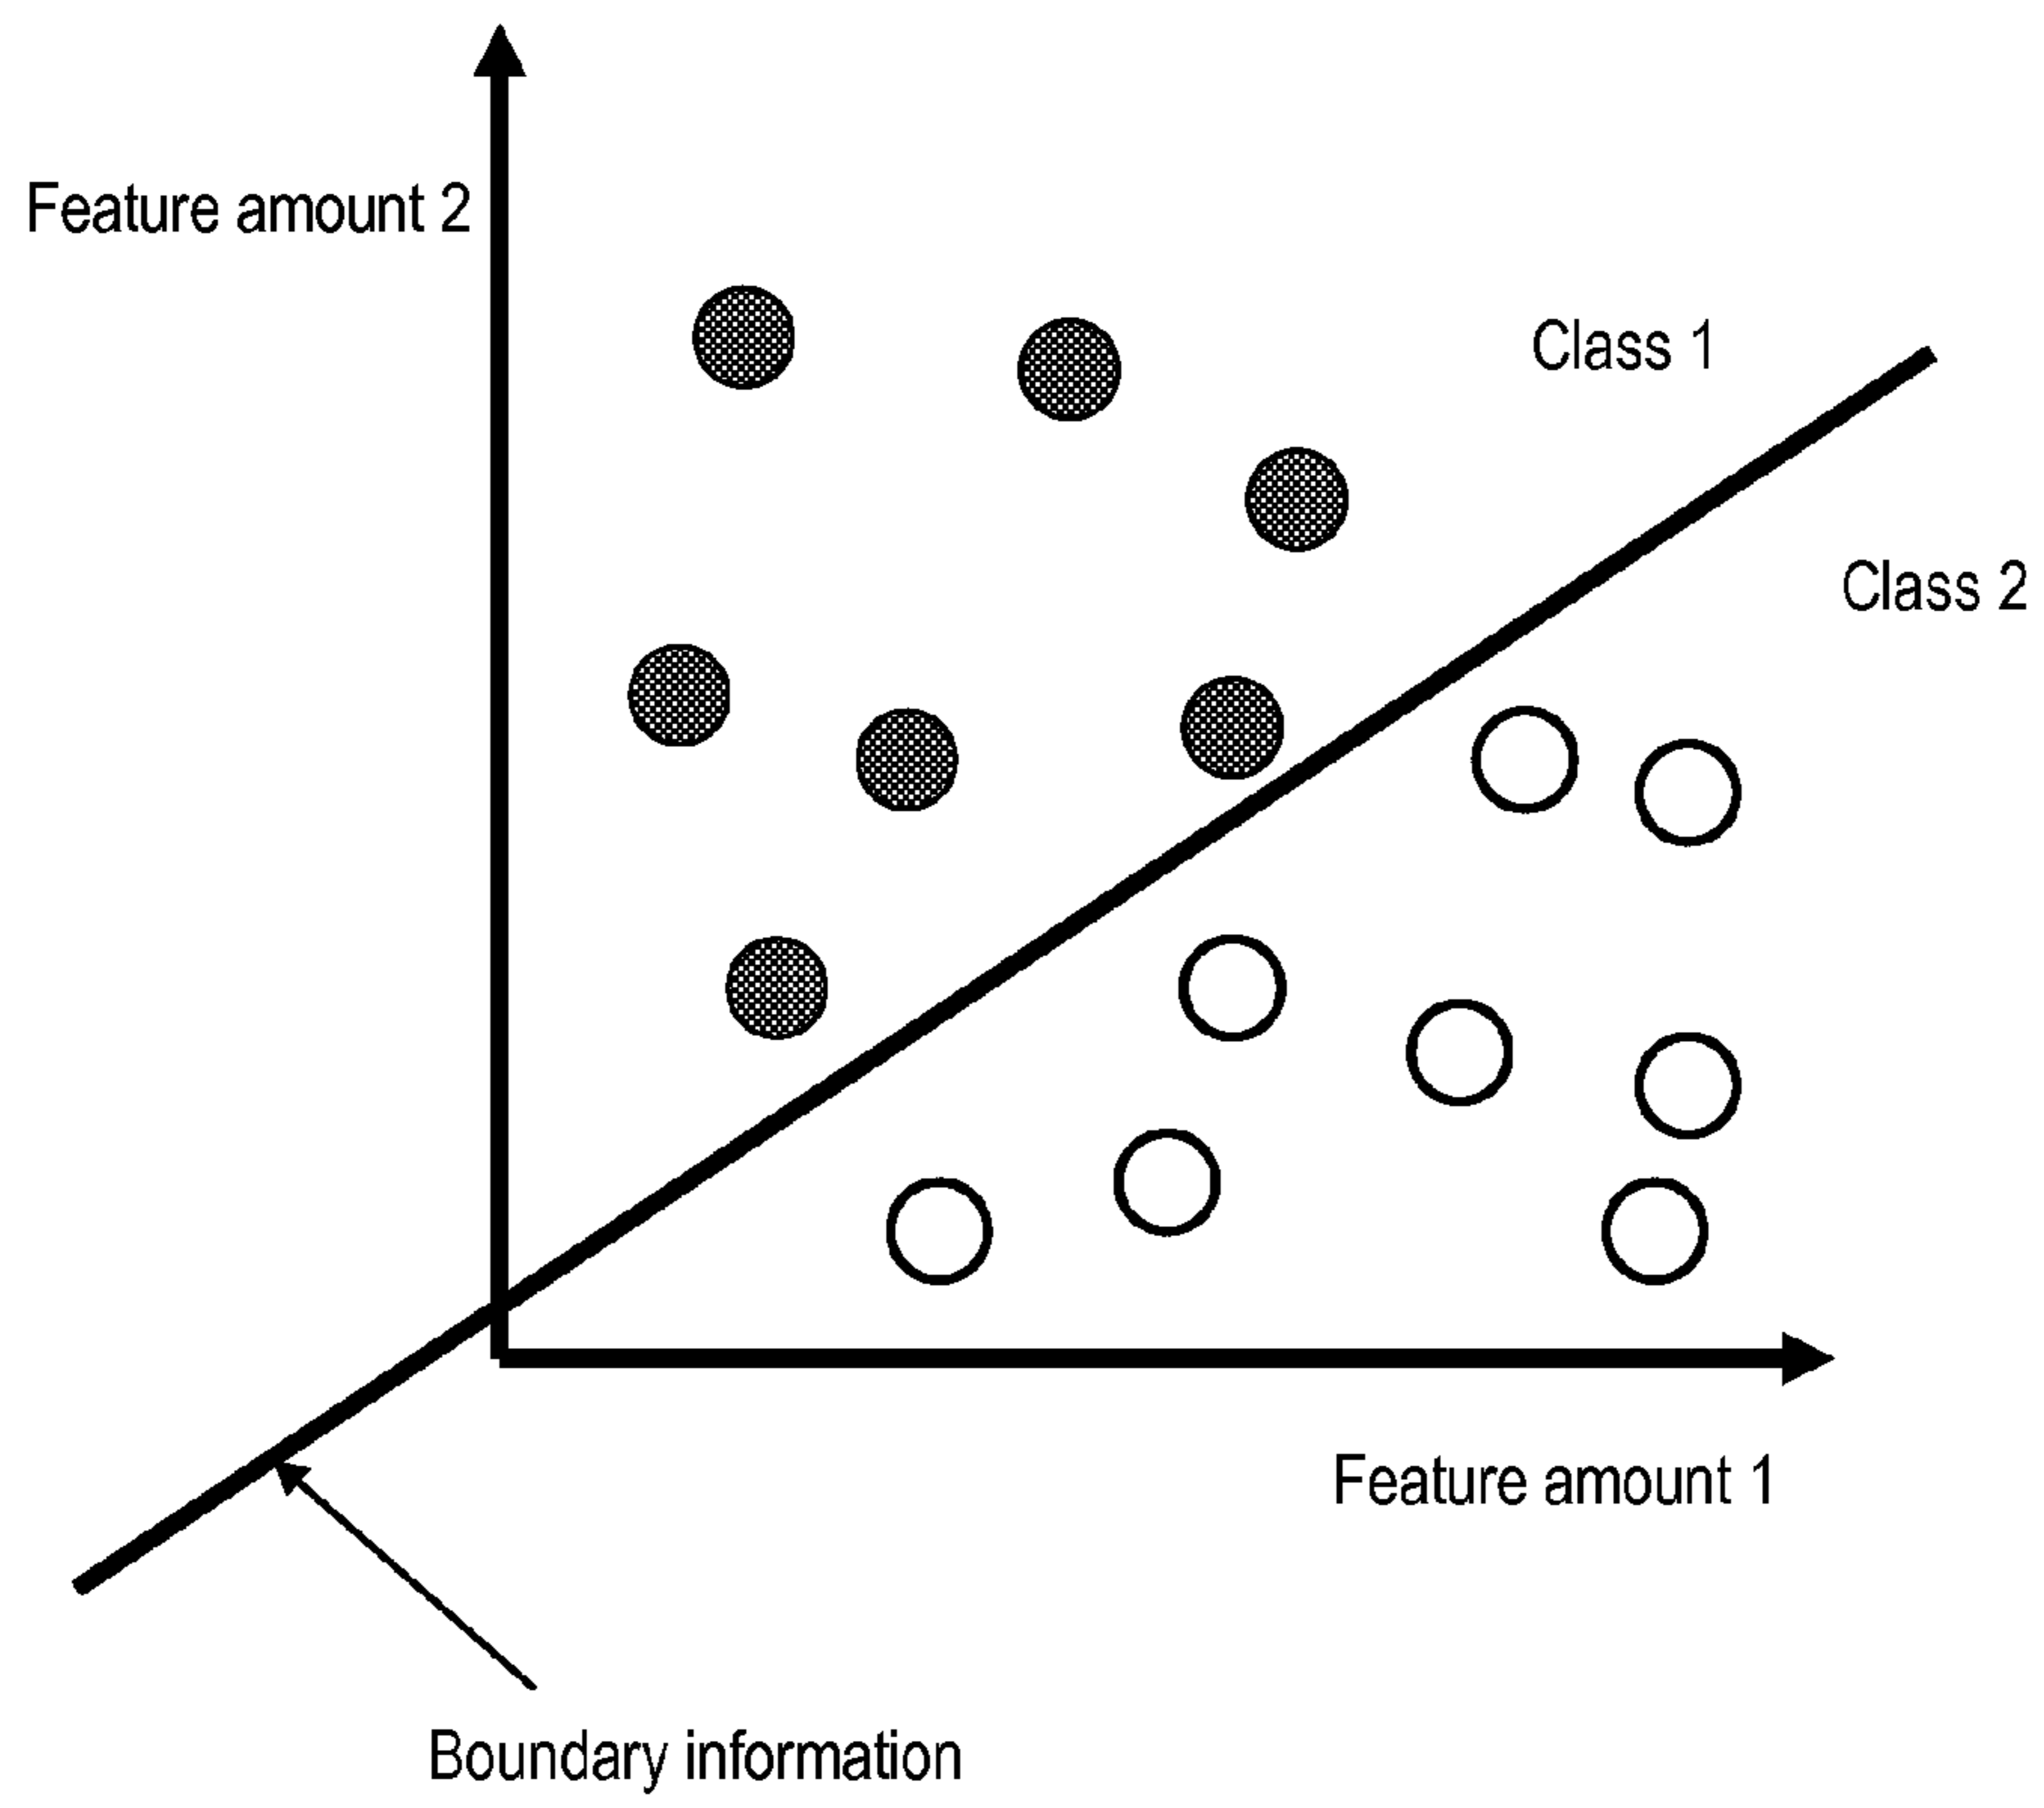 Feature amount 2
Class 1
Class 2
Feature amount 1
Boundary information